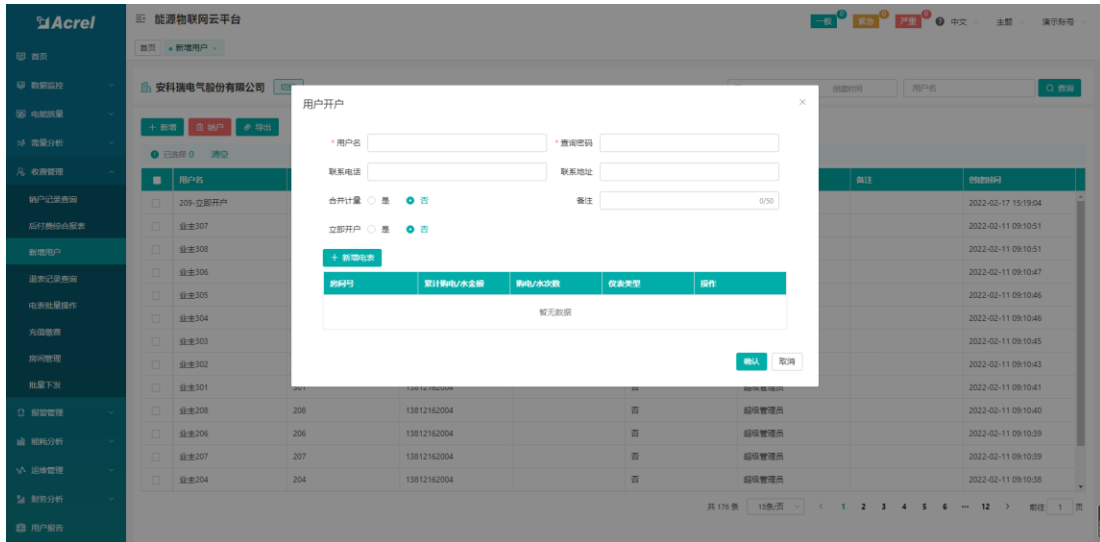 Acrel
能源物联网云平台
一般 0 紧急 0 严重 0 中文 主题 演示账号
首页 新增用户
首页
数据监控
电能质量
需量分析
收费管理
销户记录查询
后付费综合报表
新增用户
退费记录查询
电表批量操作
充值缴费
房间管理
批量下发
报警管理
能耗分析
运维管理
财务分析
用户报告
安科瑞电气股份有限公司
创建时间 用户名 查询
+ 新增 销户 导出
已选择 0 清空
用户名 备注 创建时间
209-立即开户 2022-02-17 15:19:04
业主307 2022-02-11 09:10:51
业主308 2022-02-11 09:10:51
业主306 2022-02-11 09:10:47
业主305 2022-02-11 09:10:46
业主304 2022-02-11 09:10:46
业主303 2022-02-11 09:10:45
业主302 2022-02-11 09:10:43
业主301 301 13812162004 否 超级管理员 2022-02-11 09:10:41
业主208 208 13812162004 否 超级管理员 2022-02-11 09:10:40
业主206 206 13812162004 否 超级管理员 2022-02-11 09:10:39
业主207 207 13812162004 否 超级管理员 2022-02-11 09:10:39
业主204 204 13812162004 否 超级管理员 2022-02-11 09:10:38
共 176 条 15条/页 < 1 2 3 4 5 6 ··· 12 > 前往 1 页
用户开户 ×
* 用户名 * 查询密码
联系电话 联系地址
合并计量 是 否 备注 0/50
立即开户 是 否
+ 新增电表
房间号 累计购电/水金额 购电/水次数 仪表类型 操作
暂无数据
确认 取消